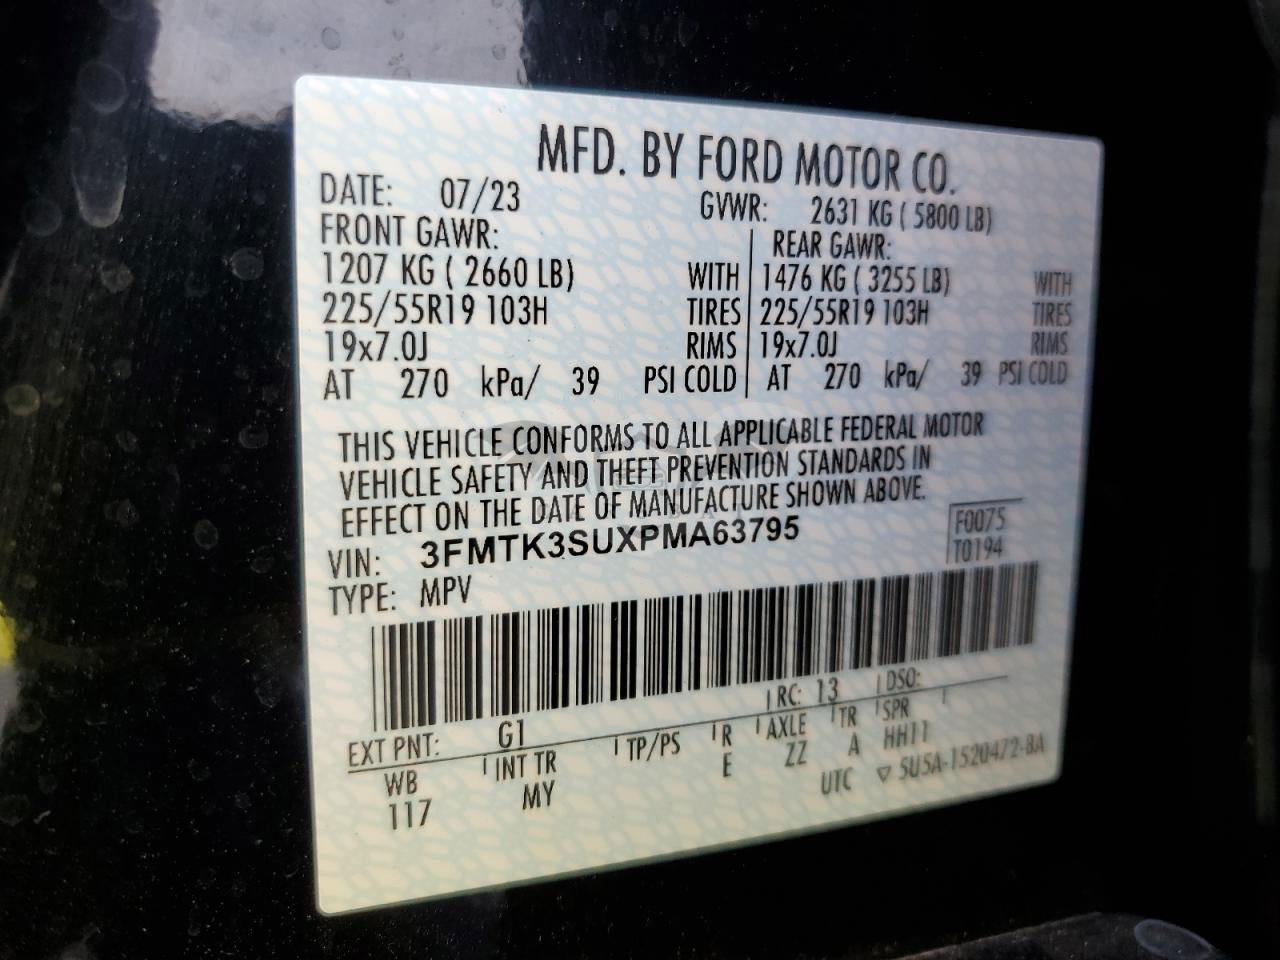 MFD. BY FORD MOTOR CO.
DATE: 07/23 GVWR: 2631 KG ( 5800 LB)
FRONT GAWR: REAR GAWR:
1207 KG ( 2660 LB) WITH 1476 KG ( 3255 LB) WITH
225/55R19 103H TIRES 225/55R19 103H TIRES
19x7.0J RIMS 19x7.0J RIMS
AT 270 kPa/ 39 PSI COLD AT 270 kPa/ 39 PSI COLD
THIS VEHICLE CONFORMS TO ALL APPLICABLE FEDERAL MOTOR
VEHICLE SAFETY AND THEFT PREVENTION STANDARDS IN
EFFECT ON THE DATE OF MANUFACTURE SHOWN ABOVE.
VIN: 3FMTK3SUXPMA63795 F0075
TYPE: MPV T0194
EXT PNT: G1 RC: 13 DSO:
WB INT TR TP/PS R AXLE TR SPR
117 MY E ZZ A HH11
UTC ▽ 5U5A-1520472-BA